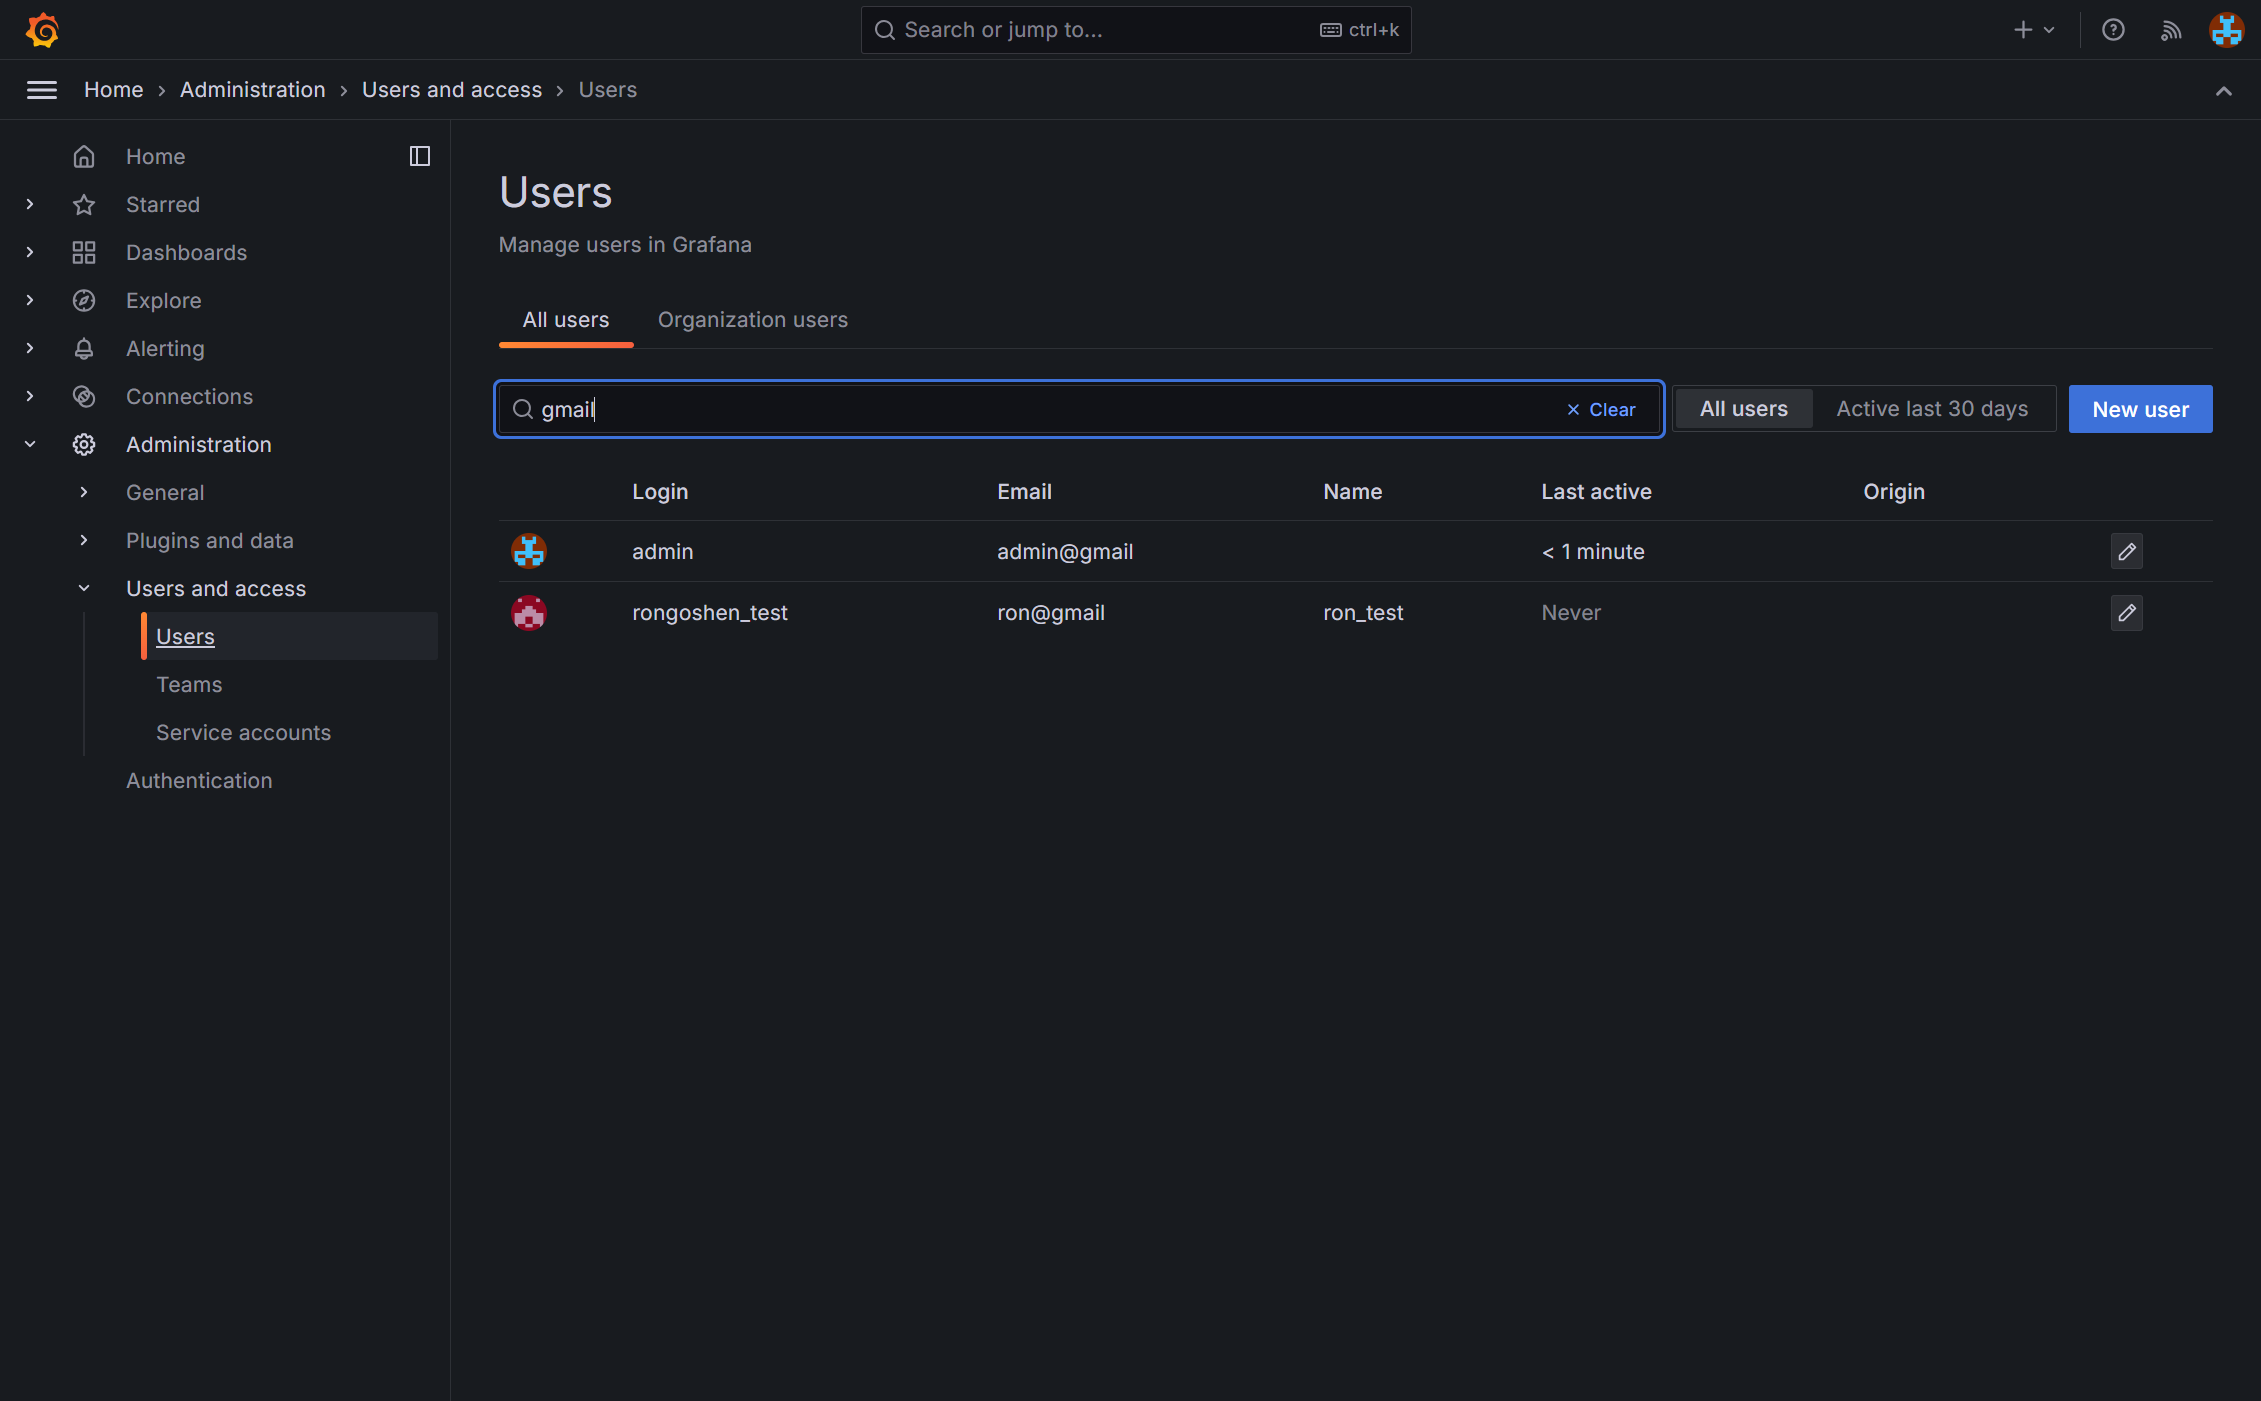 Search or jump to...
ctrl+k
Home
Administration
Users and access
Users
Home
Starred
Dashboards
Explore
Alerting
Connections
Administration
General
Plugins and data
Users and access
Users
Teams
Service accounts
Authentication
Users
Manage users in Grafana
All users
Organization users
gmail
Clear
All users
Active last 30 days
New user
Login Email Name Last active Origin
admin admin@gmail < 1 minute
rongoshen_test ron@gmail ron_test Never